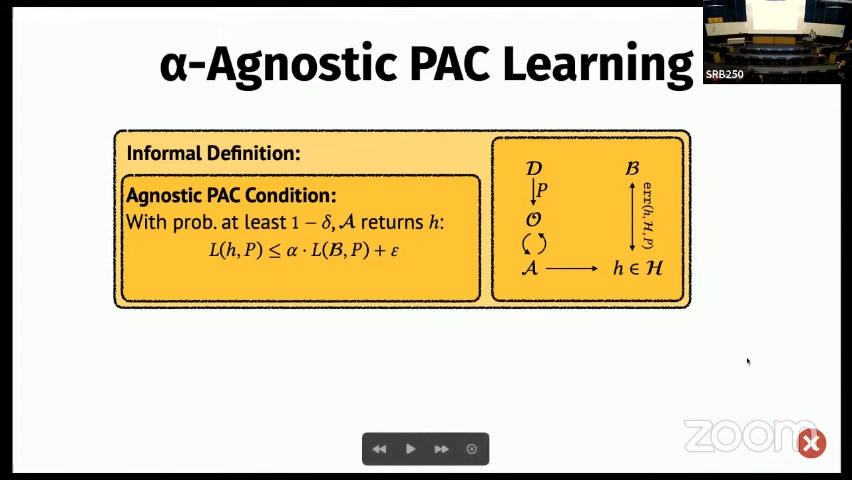 α-Agnostic PAC Learning
SRB250
Informal Definition:
Agnostic PAC Condition:
With prob. at least 1 − δ, 𝒜 returns h:
L(h, P) ≤ α · L(ℬ, P) + ε
𝒟
P
𝒪
𝒜
ℬ
err(h, ℋ, P)
h ∈ ℋ
zoom